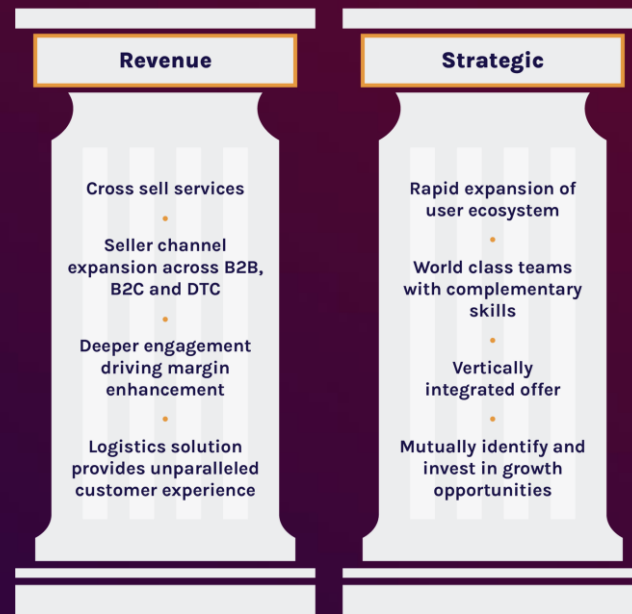 Revenue
Cross sell services
Seller channel
expansion across B2B,
B2C and DTC
Deeper engagement
driving margin
enhancement
Logistics solution
provides unparalleled
customer experience
Strategic
Rapid expansion of
user ecosystem
World class teams
with complementary
skills
Vertically
integrated offer
Mutually identify and
invest in growth
opportunities